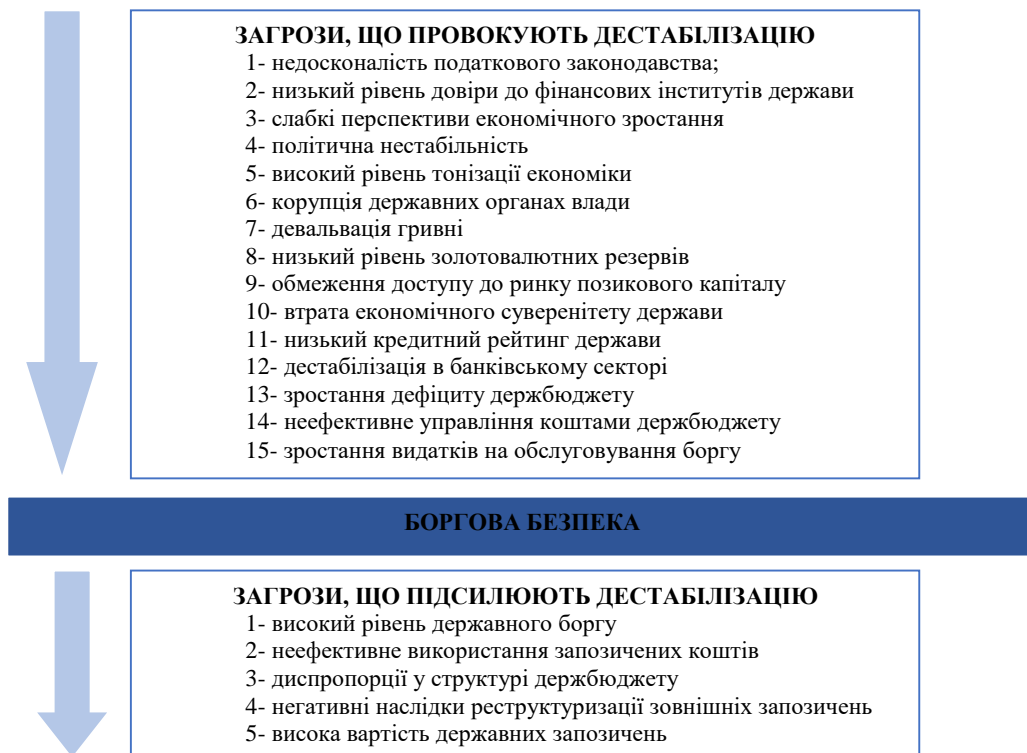 ЗАГРОЗИ, ЩО ПРОВОКУЮТЬ ДЕСТАБІЛІЗАЦІЮ
1- недосконалість податкового законодавства;
2- низький рівень довіри до фінансових інститутів держави
3- слабкі перспективи економічного зростання
4- політична нестабільність
5- високий рівень тонізації економіки
6- корупція державних органах влади
7- девальвація гривні
8- низький рівень золотовалютних резервів
9- обмеження доступу до ринку позикового капіталу
10- втрата економічного суверенітету держави
11- низький кредитний рейтинг держави
12- дестабілізація в банківському секторі
13- зростання дефіциту держбюджету
14- неефективне управління коштами держбюджету
15- зростання видатків на обслуговування боргу
БОРГОВА БЕЗПЕКА
ЗАГРОЗИ, ЩО ПІДСИЛЮЮТЬ ДЕСТАБІЛІЗАЦІЮ
1- високий рівень державного боргу
2- неефективне використання запозичених коштів
3- диспропорції у структурі держбюджету
4- негативні наслідки реструктуризації зовнішніх запозичень
5- висока вартість державних запозичень